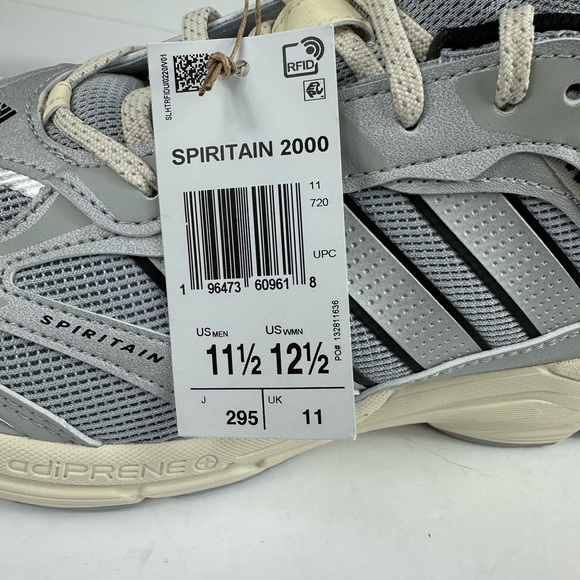 SLHTRFIDUI0220IV01
RFID
SPIRITAIN 2000
11
720
UPC
1 96473 60961 8
US MEN US WMN
11½ 12½
J UK
295 11
PO# 132811636
SPIRITAIN
adiPRENE +